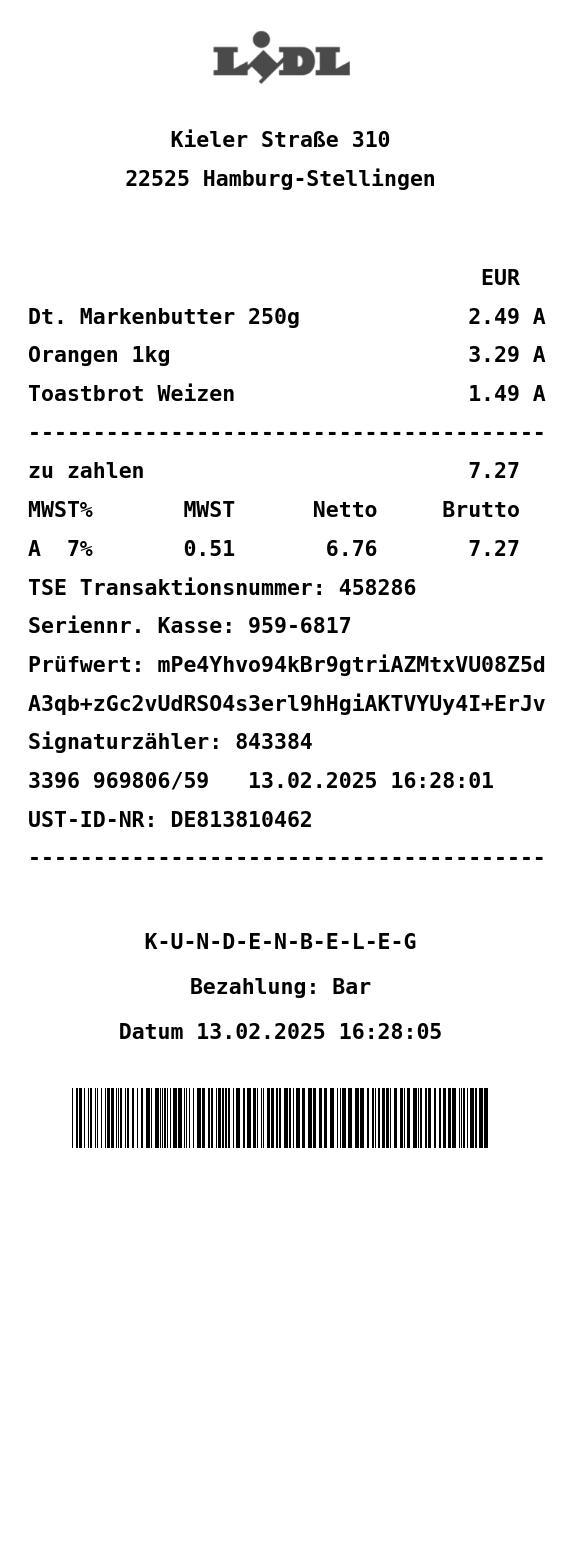 LIDL
Kieler Straße 310
22525 Hamburg-Stellingen
EUR
Dt. Markenbutter 250g 2.49 A
Orangen 1kg 3.29 A
Toastbrot Weizen 1.49 A
----------------------------------------
zu zahlen 7.27
MWST% MWST Netto Brutto
A 7% 0.51 6.76 7.27
TSE Transaktionsnummer: 458286
Seriennr. Kasse: 959-6817
Prüfwert: mPe4Yhvo94kBr9gtriAZMtxVU08Z5d
A3qb+zGc2vUdRSO4s3erl9hHgiAKTVYUy4I+ErJv
Signaturzähler: 843384
3396 969806/59 13.02.2025 16:28:01
UST-ID-NR: DE813810462
----------------------------------------
K-U-N-D-E-N-B-E-L-E-G
Bezahlung: Bar
Datum 13.02.2025 16:28:05